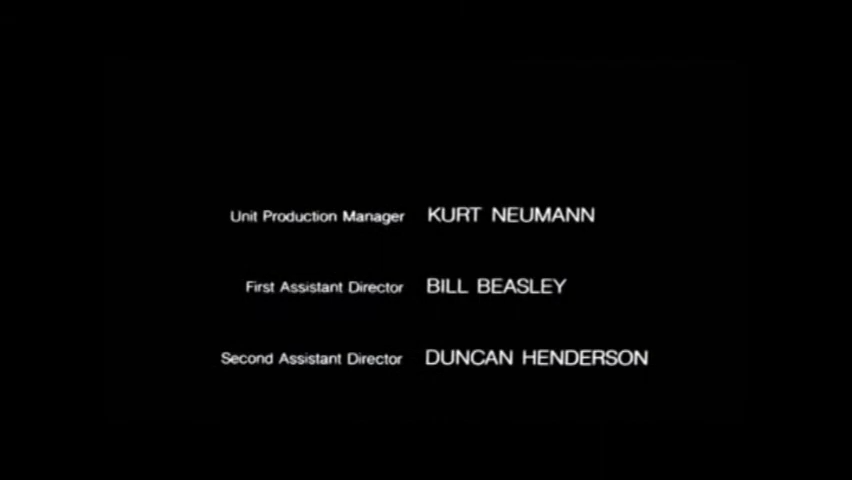 Unit Production Manager KURT NEUMANN
First Assistant Director BILL BEASLEY
Second Assistant Director DUNCAN HENDERSON